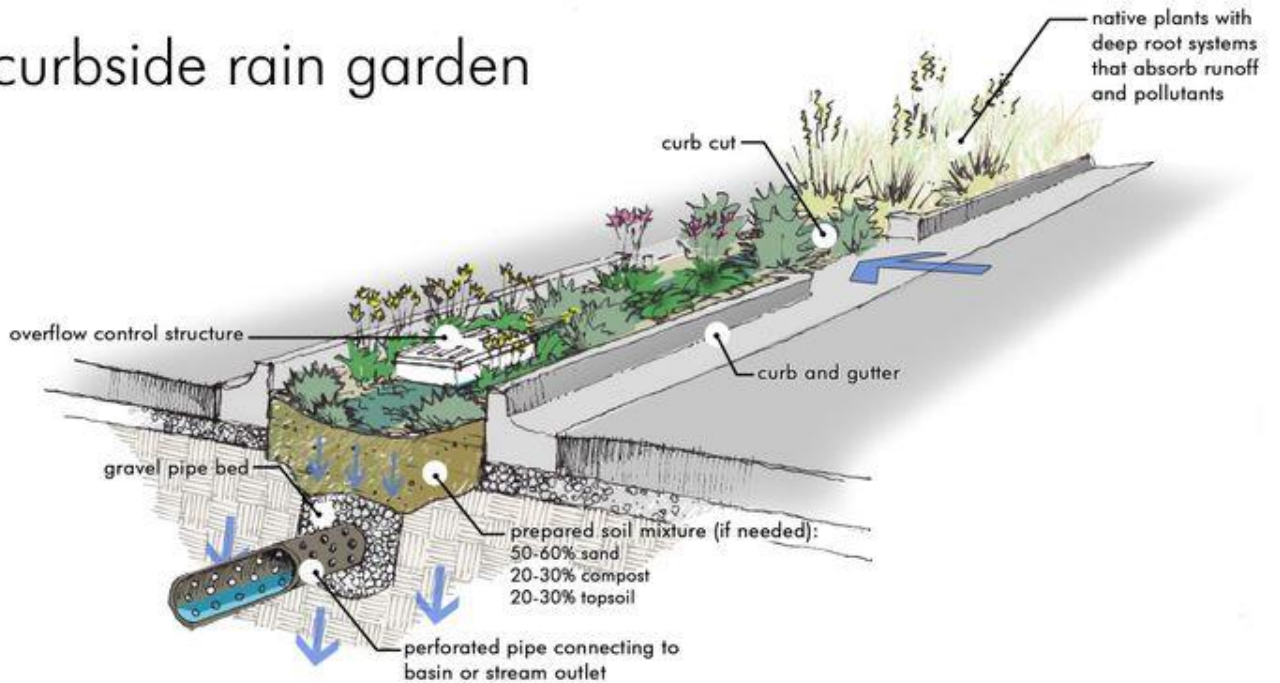 curbside rain garden
native plants with
deep root systems
that absorb runoff
and pollutants
curb cut
overflow control structure
curb and gutter
gravel pipe bed
prepared soil mixture (if needed):
50-60% sand
20-30% compost
20-30% topsoil
perforated pipe connecting to
basin or stream outlet